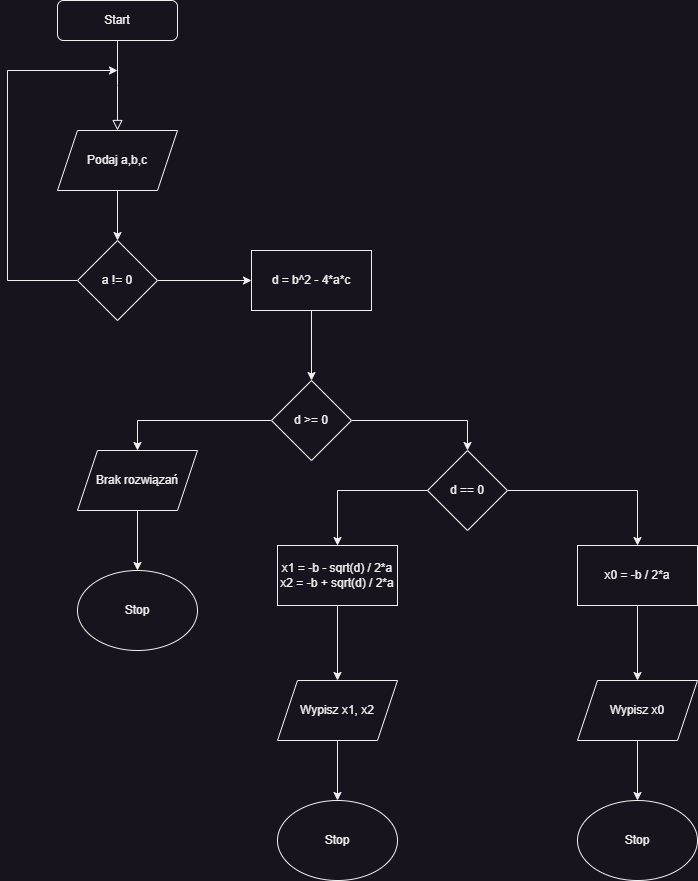 Start
Podaj a,b,c
a != 0
d = b^2 - 4*a*c
d >= 0
Brak rozwiązań
Stop
d == 0
x1 = -b - sqrt(d) / 2*a
x2 = -b + sqrt(d) / 2*a
x0 = -b / 2*a
Wypisz x1, x2
Wypisz x0
Stop
Stop